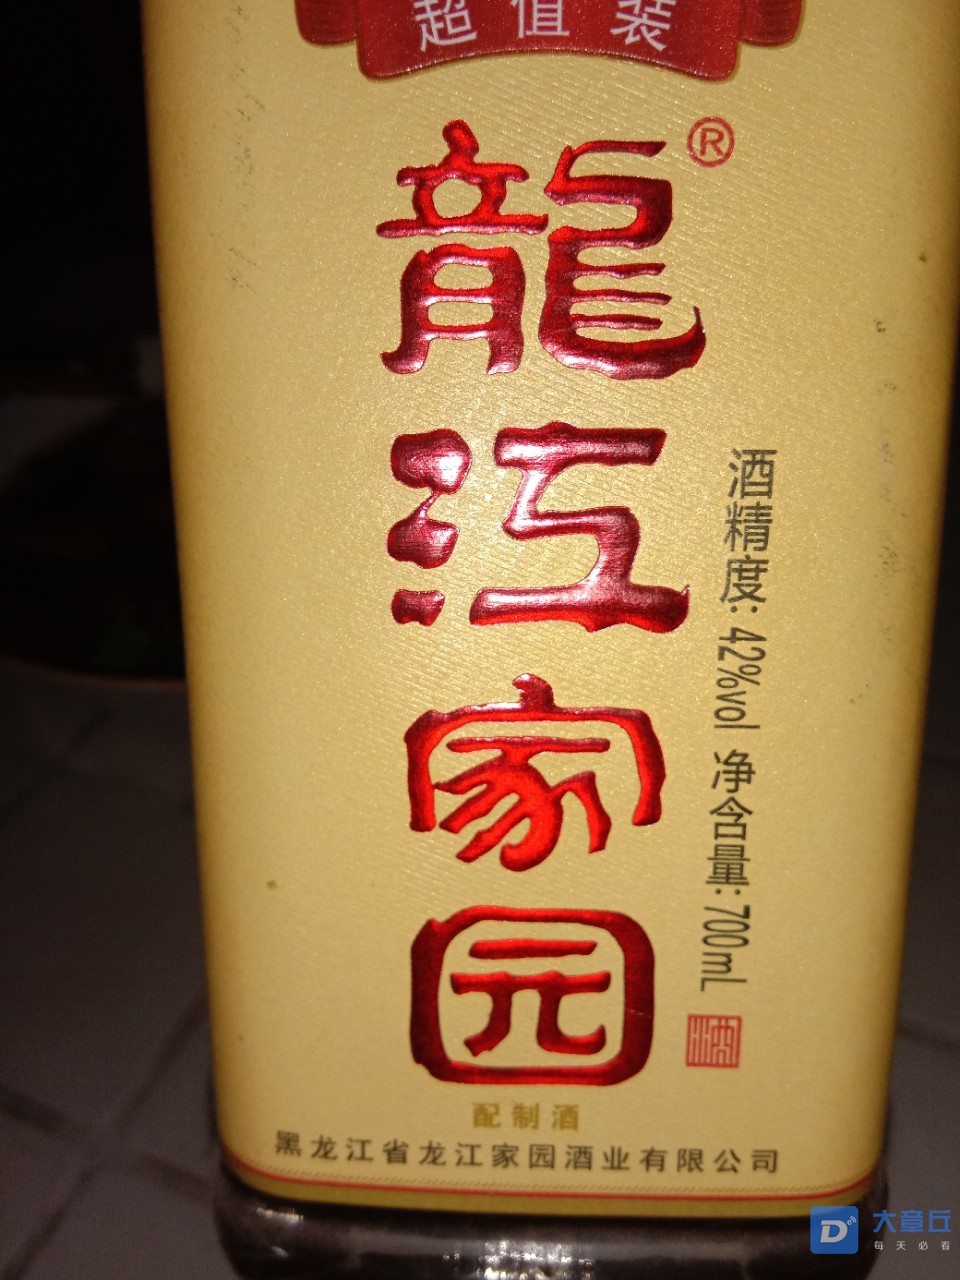 超值装
龍江家园®
酒精度: 42%vol 净含量: 700mL
酒
配制酒
黑龙江省龙江家园酒业有限公司
大章丘
每天必看